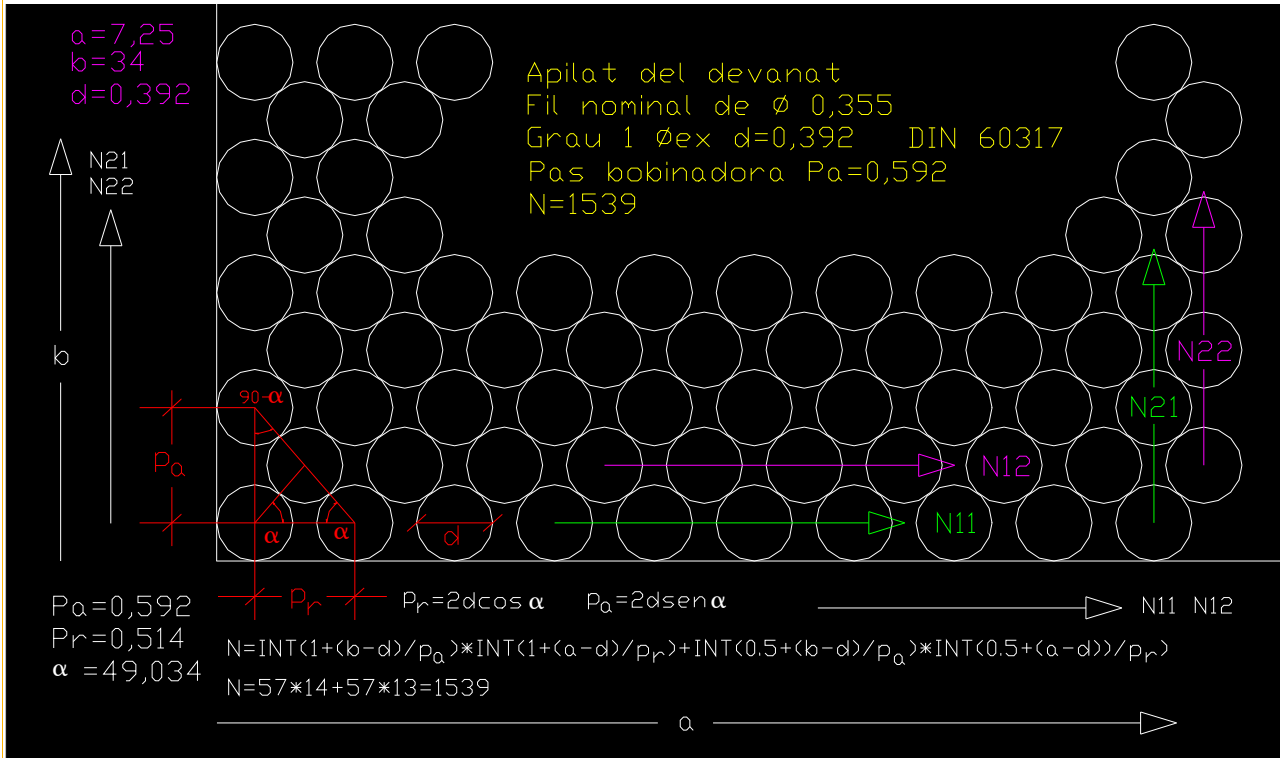 a=7,25
b=34
d=0,392
Apilat del devanat
Fil nominal de Ø 0,355
Grau 1 Øex d=0,392 DIN 60317
Pas bobinadora Pa=0,592
N=1539
N21
N22
b
90-α
Pa
α
α
d
N12
N11
N21
N22
Pr
Pa=0,592
Pr=0,514
α =49,034
Pr=2dcos α Pa=2dsen α
N11 N12
N=INT(1+(b-d)/pa)*INT(1+(a-d)/pr)+INT(0.5+(b-d)/pa)*INT(0.5+(a-d))/pr)
N=57*14+57*13=1539
a